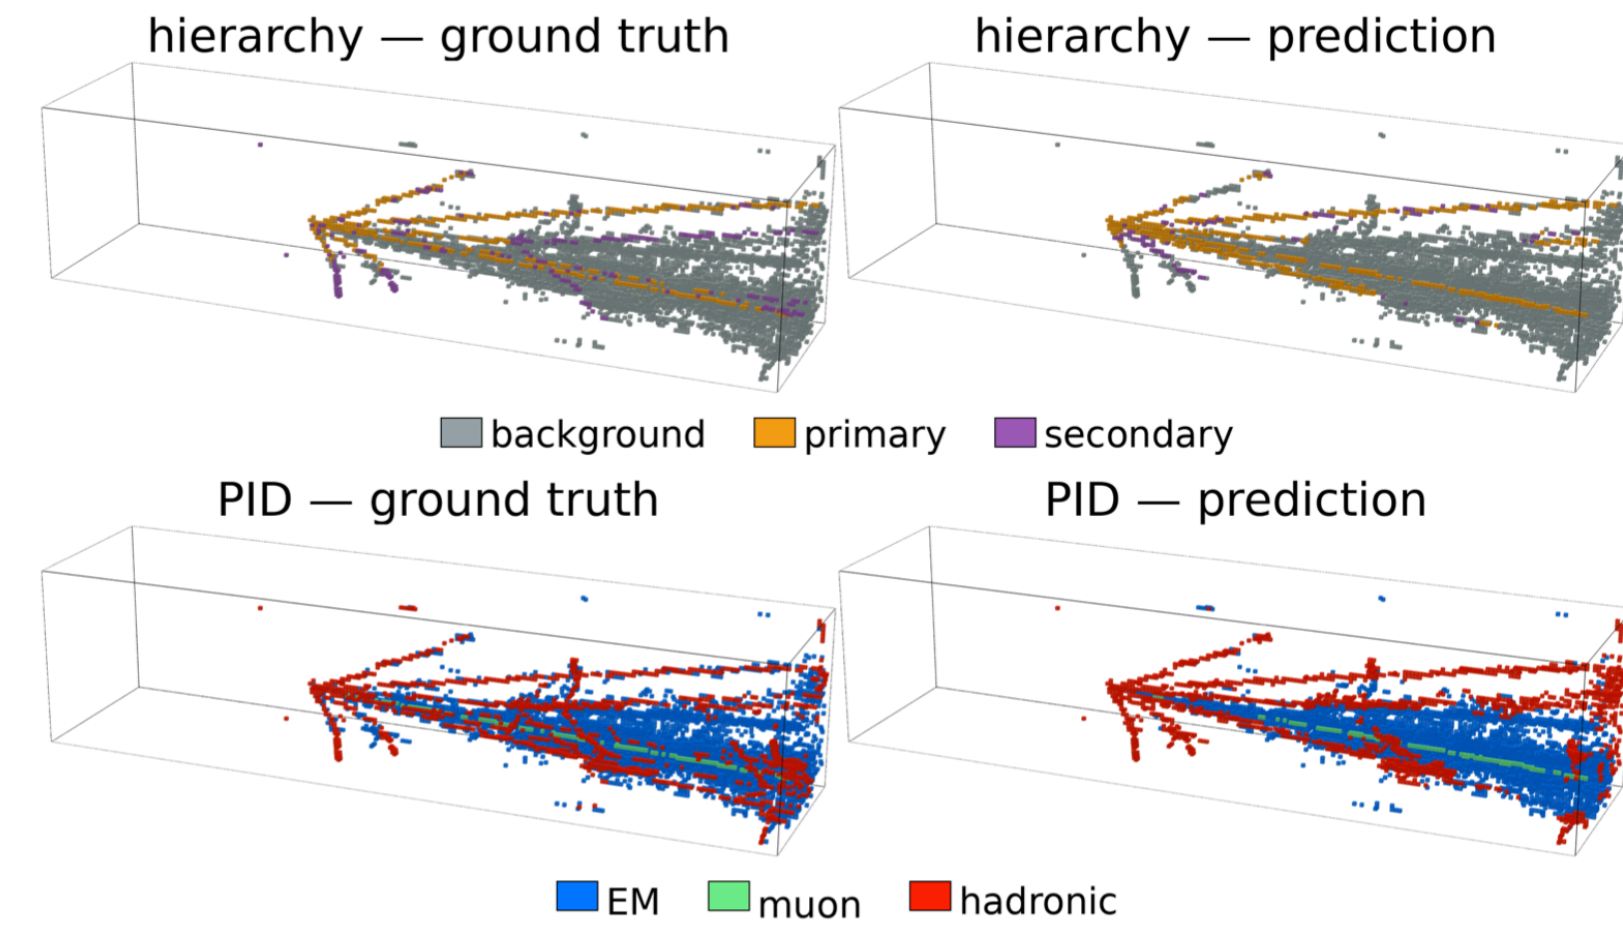 hierarchy — ground truth
hierarchy — prediction
background primary secondary
PID — ground truth
PID — prediction
EM muon hadronic